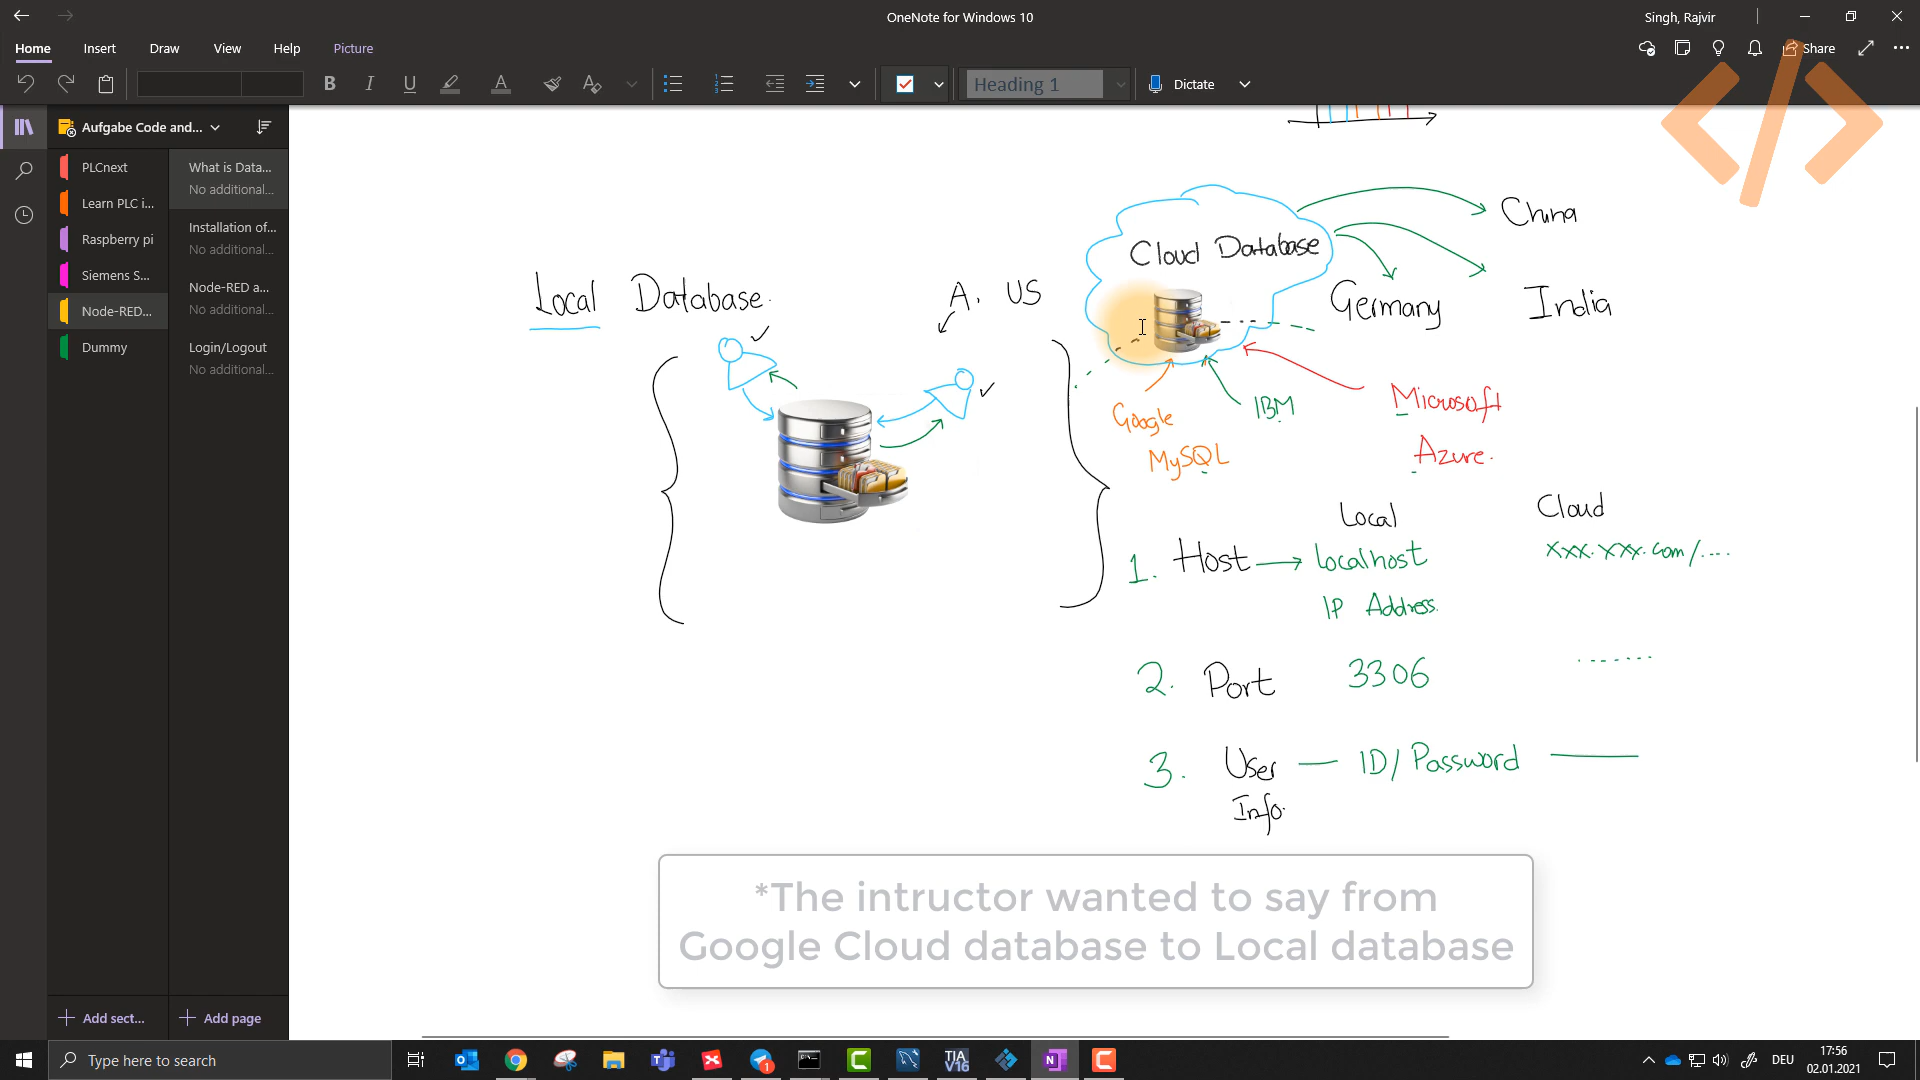 OneNote for Windows 10
Singh, Rajvir
Home Insert Draw View Help Picture
Share
Heading 1
Dictate
Aufgabe Code and...
PLCnext
Learn PLC i...
Raspberry pi
Siemens S...
Node-RED...
Dummy
What is Data...
No additional...
Installation of...
No additional...
Node-RED a...
No additional...
Login/Logout
No additional...
Local Database.
A. US
Cloud Database
China
Germany
India
Google
MySQL
IBM
Microsoft
Azure.
Local
Cloud
1. Host localhost
xxx.xxx.com/....
IP Address.
2. Port 3306
3. User ID/Password
Info.
*The intructor wanted to say from
Google Cloud database to Local database
Add sect...
Add page
Type here to search
TIA
V16
1
DEU
17:56
02.01.2021